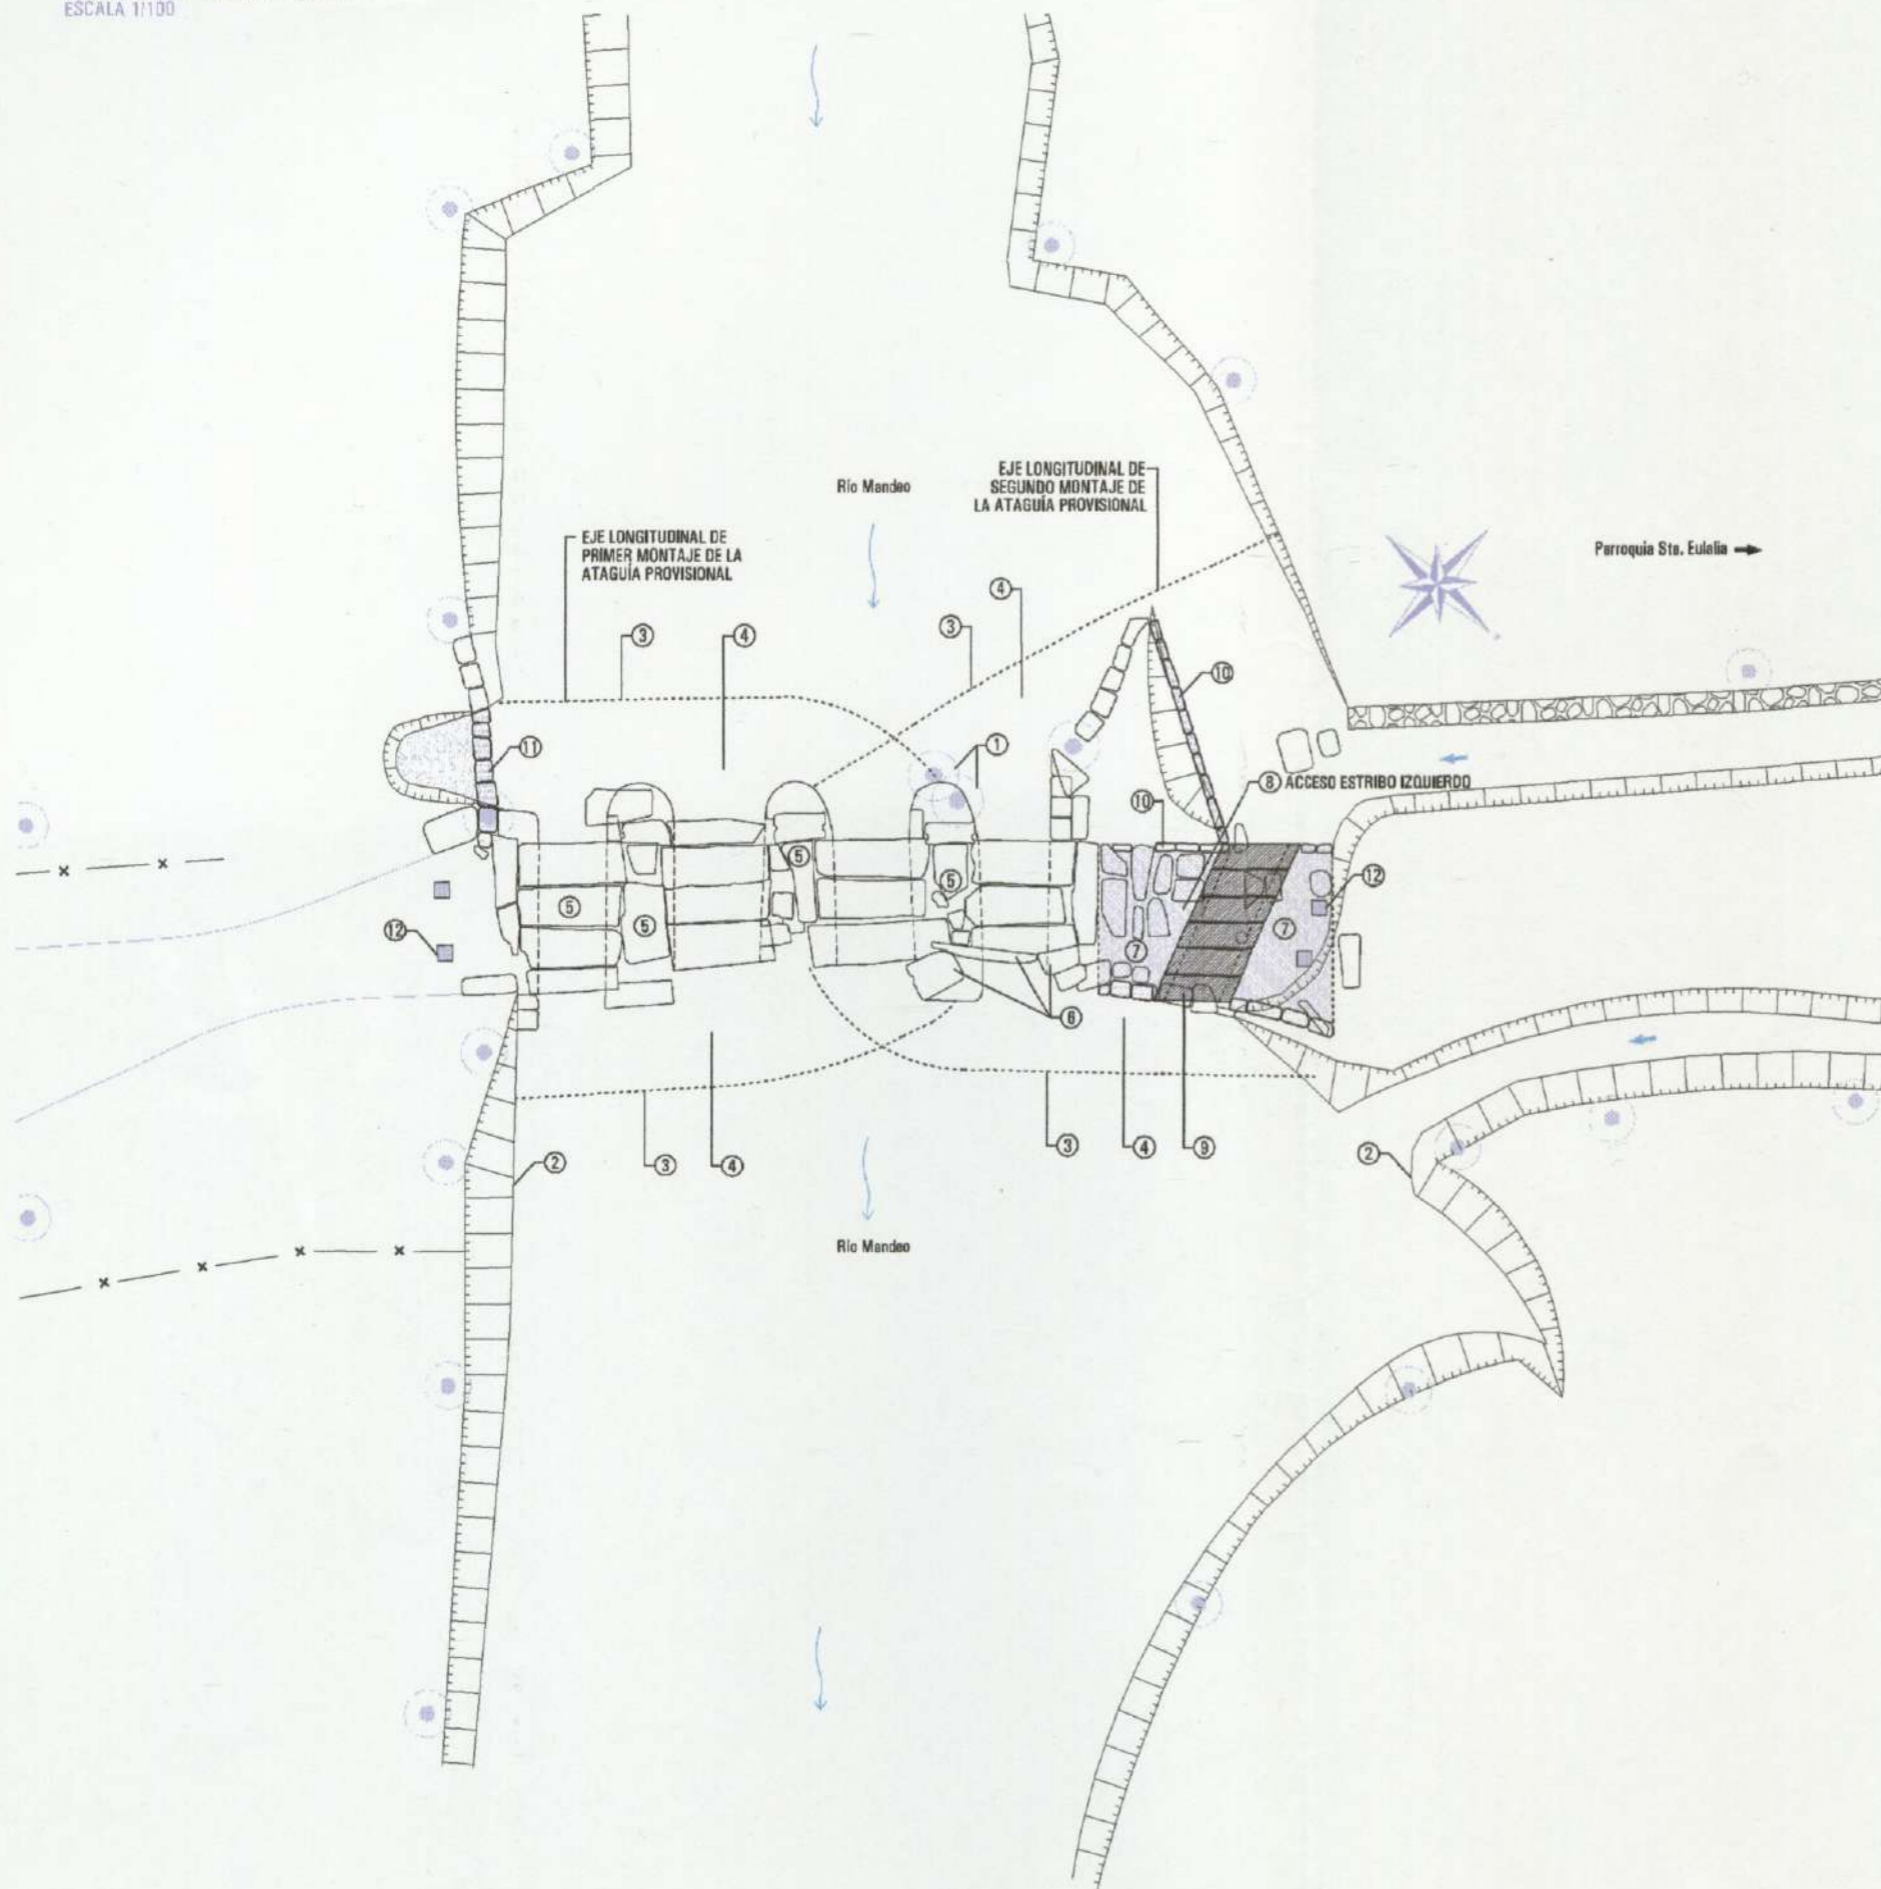 ESCALA 1/100
Río Mandeo
EJE LONGITUDINAL DE
SEGUNDO MONTAJE DE
LA ATAGUÍA PROVISIONAL
EJE LONGITUDINAL DE
PRIMER MONTAJE DE LA
ATAGUÍA PROVISIONAL
Parroquia Sta. Eulalia
4
3
4
3
10
1
11
8 ACCESO ESTRIBO IZQUIERDO
10
5
5
12
5
5
7
12
7
6
3
4
9
2
3
4
2
Río Mandeo